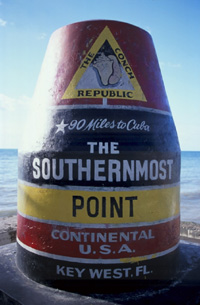 THE CONCH
REPUBLIC
90 Miles to Cuba
THE
SOUTHERNMOST
POINT
CONTINENTAL
U.S.A.
KEY WEST, FL.